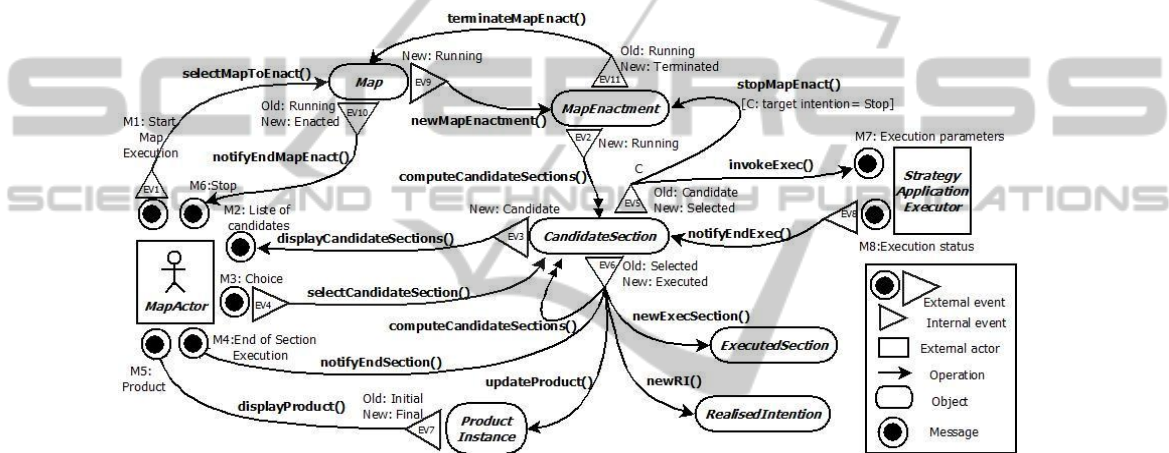 terminateMapEnact()
SCITEPRESS
SCIENCE AND TECHNOLOGY PUBLICATIONS
New: Running
Old: Running
New: Terminated
EV11
selectMapToEnact()
Map
EV9
stopMapEnact()
[C: target intention= Stop]
MapEnactment
Old: Running
New: Enacted
EV10
newMapEnactment()
M1: Start
Map
Execution
EV2
New: Running
M7: Execution parameters
notifyEndMapEnact()
invokeExec()
computeCandidateSections()
C
Strategy
Application
Executor
EV1
M6:Stop
EV5
Old: Candidate
New: Selected
M2: Liste of
candidates
New: Candidate
EV8
displayCandidateSections()
EV3
CandidateSection
notifyEndExec()
M8:Execution status
MapActor
M3: Choice
EV4
EV6
Old: Selected
New: Executed
selectCandidateSection()
External event
Internal event
External actor
Operation
Object
Message
computeCandidateSections()
newExecSection()
M4:End of Section
Execution
ExecutedSection
notifyEndSection()
M5:
Product
updateProduct()
newRI()
displayProduct()
Old: Initial
New: Final
EV7
Product
Instance
RealisedIntention